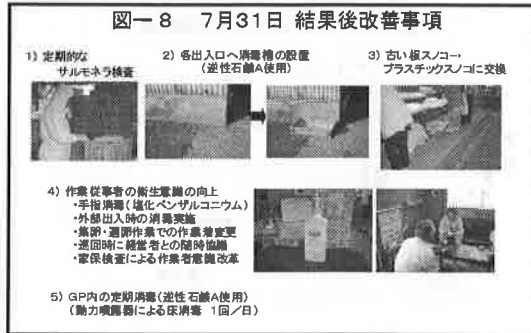 図－8　7月31日 結果後改善事項
1) 定期的な
サルモネラ検査
2) 各出入口へ消毒槽の設置
(逆性石鹸A使用)
3) 古い板スノコ→
プラスチックスノコに交換
4) 作業従事者の衛生意識の向上
・手指消毒(塩化ベンザルコニウム)
・外部出入時の消毒実施
・集卵・選卵作業での作業着変更
・巡回時に経営者との随時協議
・家保検査による作業者意識改革
5) GP内の定期消毒(逆性石鹸A使用)
(動力噴霧器による床消毒 1回／日)